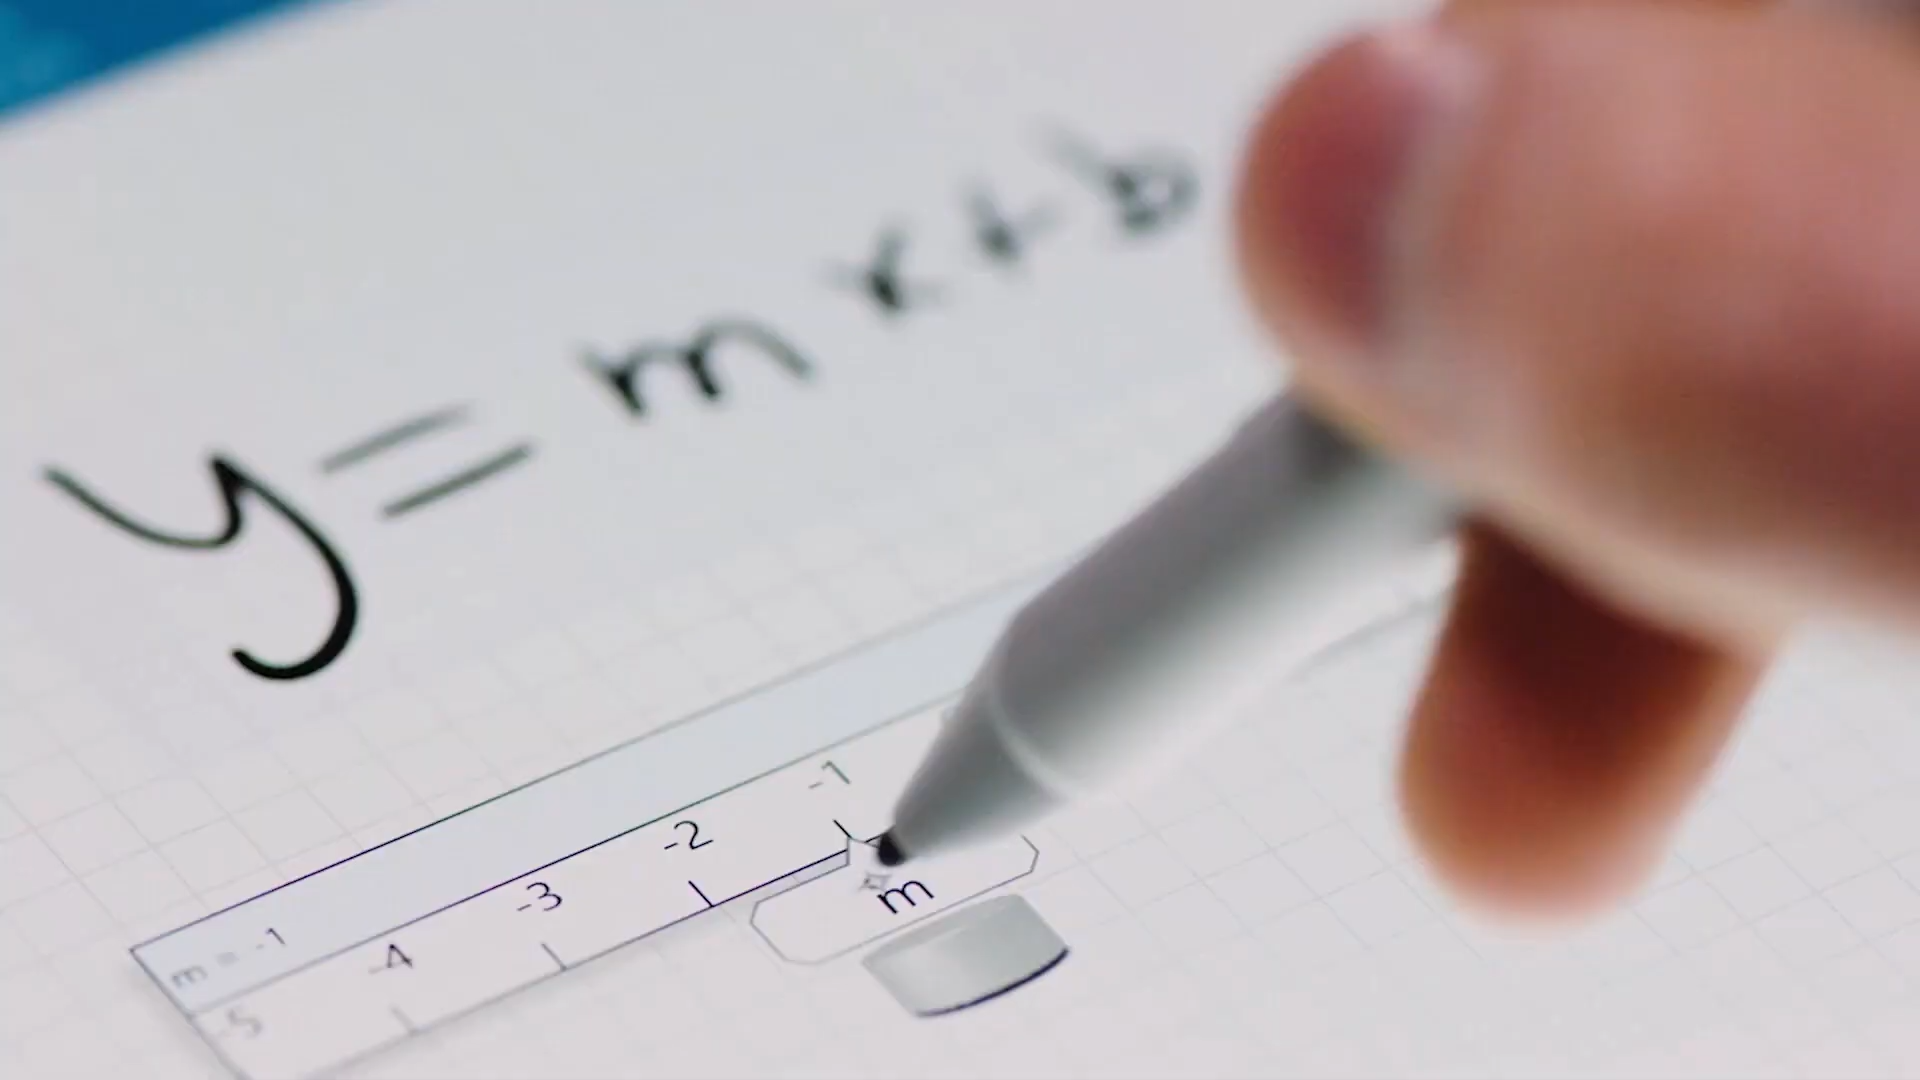 y = mx + b
m = -1
-5 -4 -3 -2 -1
m